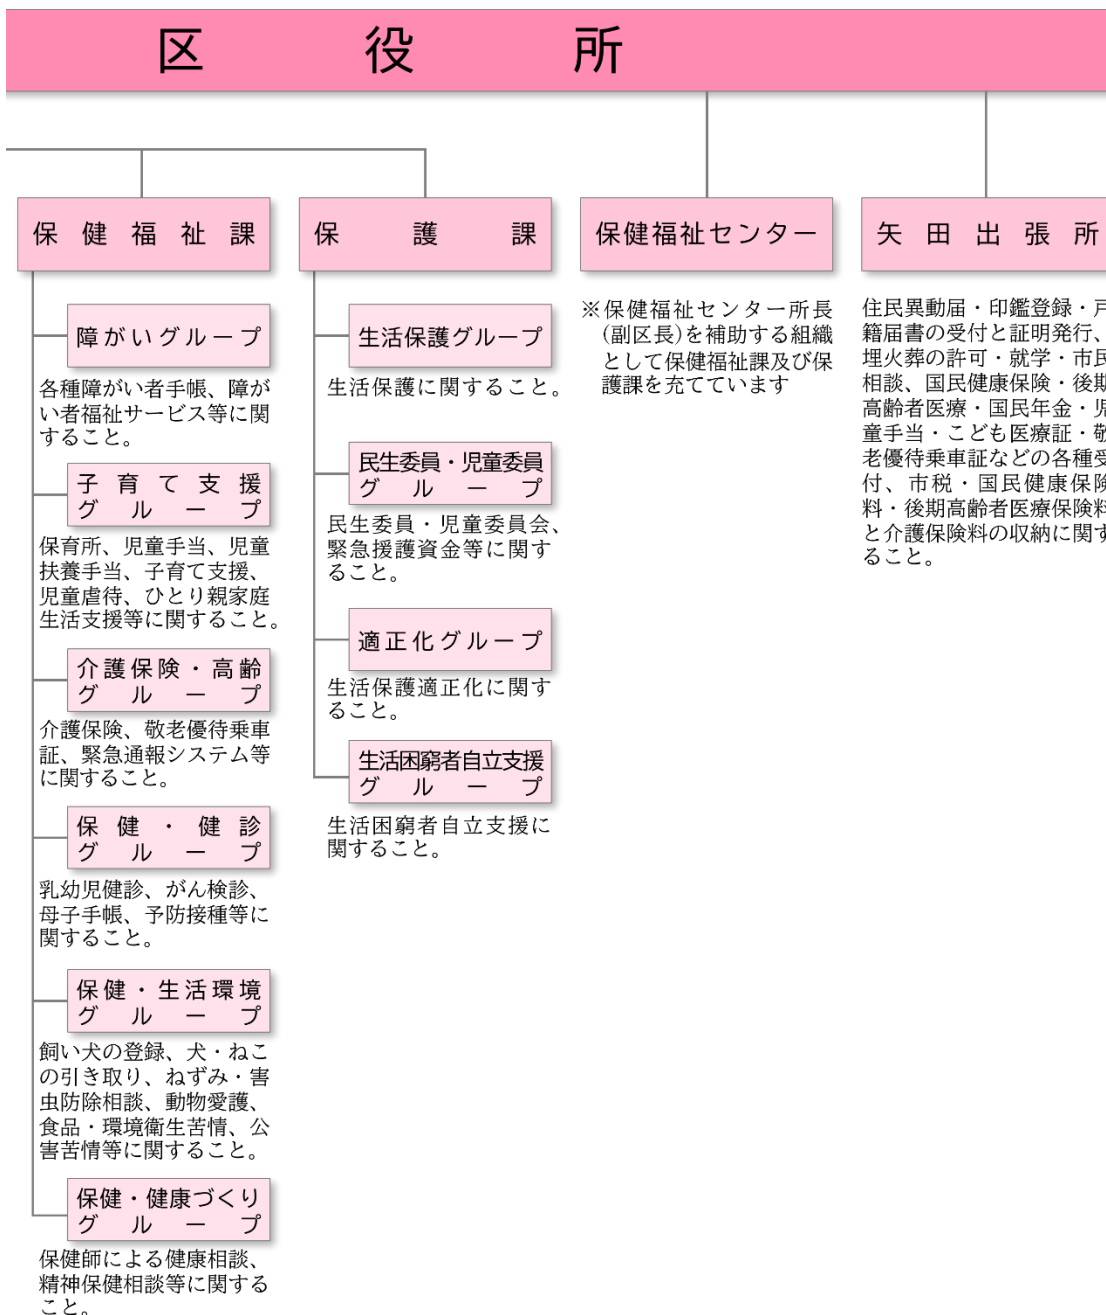 区役所
保健福祉課
障がいグループ
各種障がい者手帳、障が
い者福祉サービス等に関
すること。
子育て支援
グループ
保育所、児童手当、児童
扶養手当、子育て支援、
児童虐待、ひとり親家庭
生活支援等に関すること。
介護保険・高齢
グループ
介護保険、敬老優待乗車
証、緊急通報システム等
に関すること。
保健・健診
グループ
乳幼児健診、がん検診、
母子手帳、予防接種等に
関すること。
保健・生活環境
グループ
飼い犬の登録、犬・ねこ
の引き取り、ねずみ・害
虫防除相談、動物愛護、
食品・環境衛生苦情、公
害苦情等に関すること。
保健・健康づくり
グループ
保健師による健康相談、
精神保健相談等に関する
こと。
保護課
生活保護グループ
生活保護に関すること。
民生委員・児童委員
グループ
民生委員・児童委員会、
緊急援護資金等に関す
ること。
適正化グループ
生活保護適正化に関す
ること。
生活困窮者自立支援
グループ
生活困窮者自立支援に
関すること。
保健福祉センター
※保健福祉センター所長
(副区長)を補助する組織
として保健福祉課及び保
護課を充てています
矢田出張所
住民異動届・印鑑登録・戸
籍届書の受付と証明発行、
埋火葬の許可・就学・市民
相談、国民健康保険・後期
高齢者医療・国民年金・児
童手当・こども医療証・敬
老優待乗車証などの各種受
付、市税・国民健康保険
料・後期高齢者医療保険料
と介護保険料の収納に関す
ること。